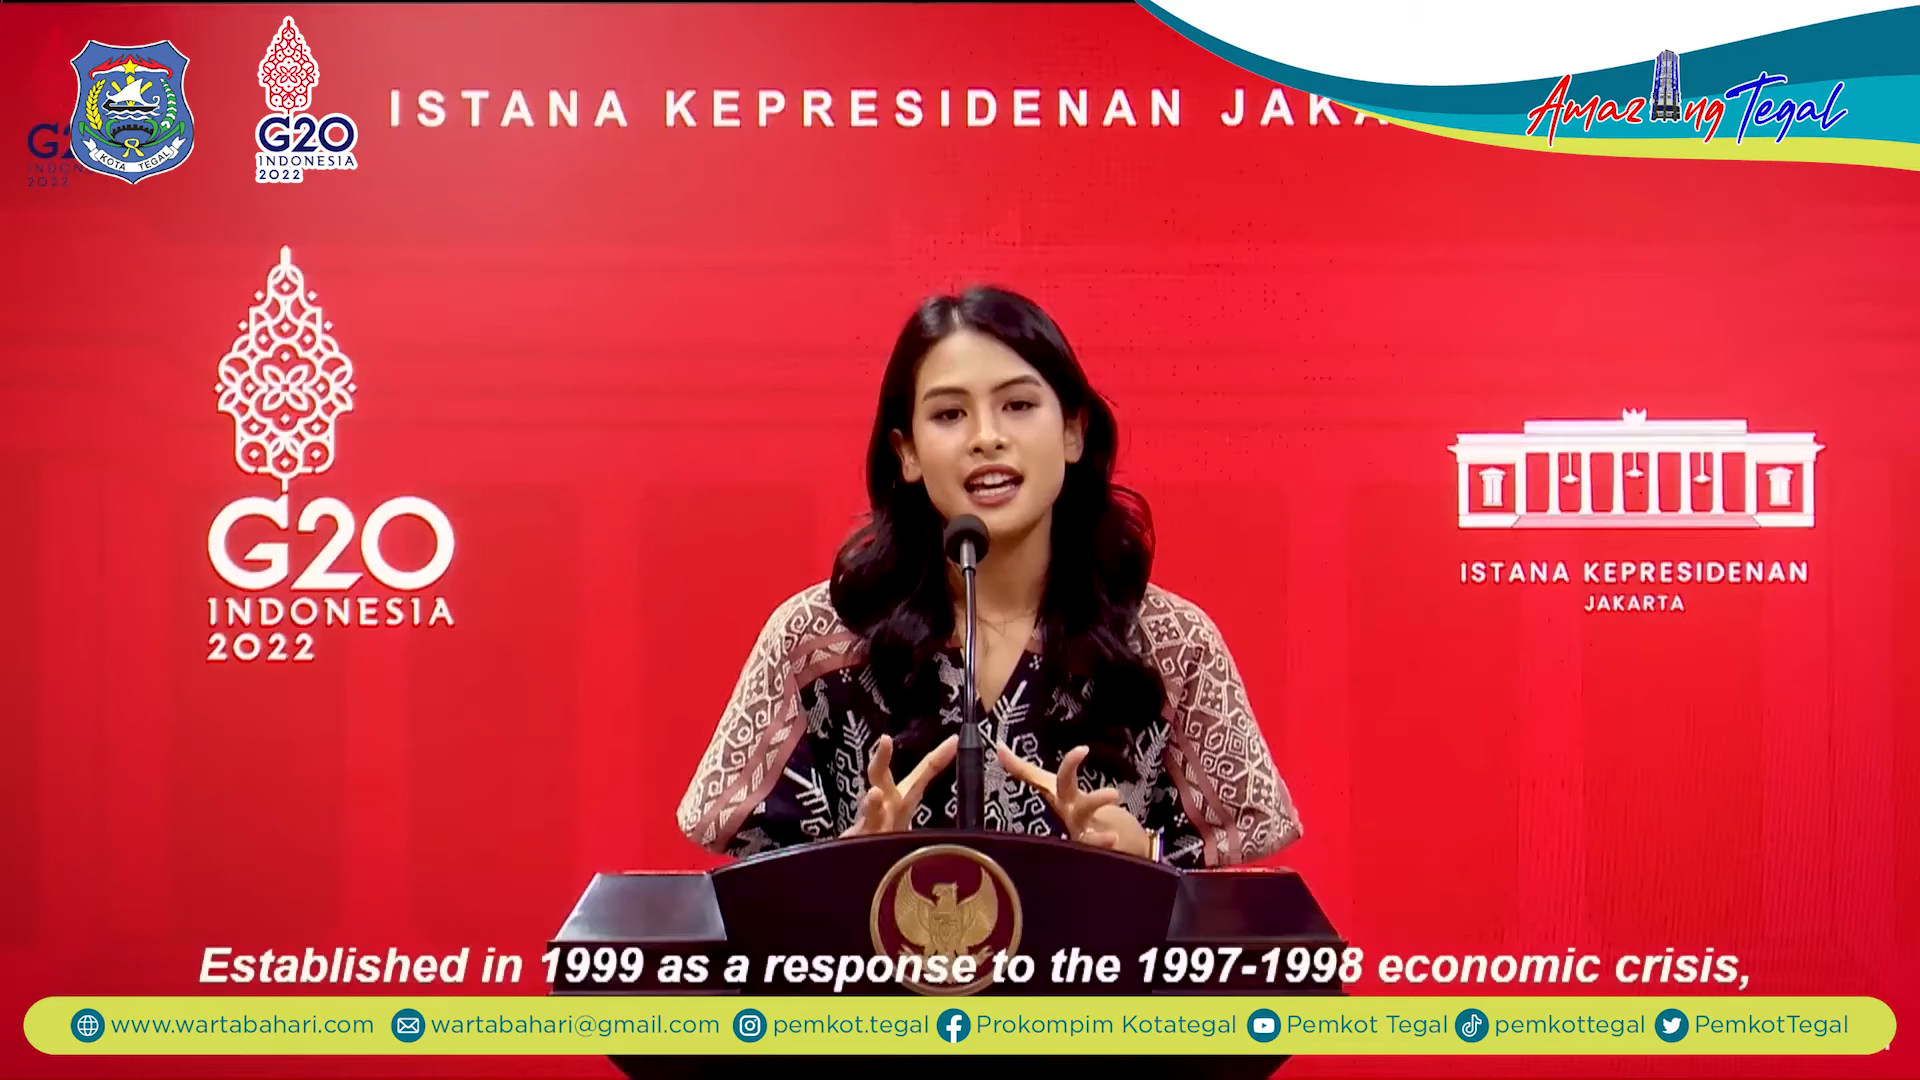 ISTANA KEPRESIDENAN JAKA
Amazing Tegal
KOTA TEGAL
G20
INDONESIA
2022
G20
INDONESIA
2022
ISTANA KEPRESIDENAN
JAKARTA
Established in 1999 as a response to the 1997-1998 economic crisis,
www.wartabahari.com wartabahari@gmail.com pemkot.tegal Prokompim Kotategal Pemkot Tegal pemkottegal PemkotTegal